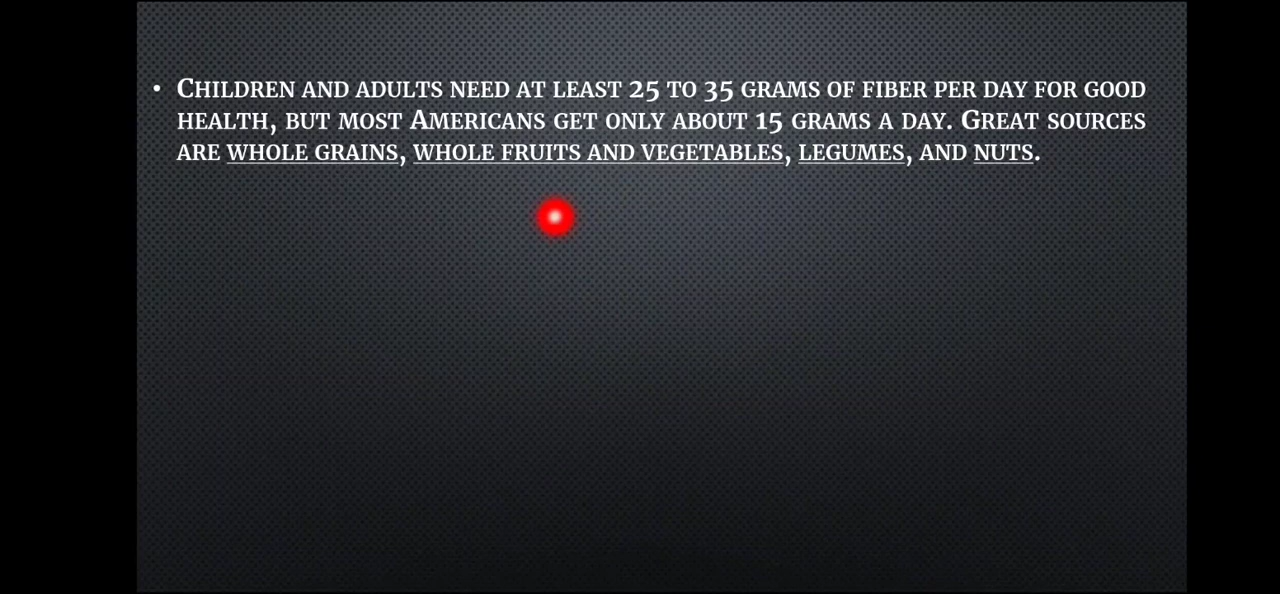 • Children and adults need at least 25 to 35 grams of fiber per day for good
health, but most Americans get only about 15 grams a day. Great sources
are whole grains, whole fruits and vegetables, legumes, and nuts.